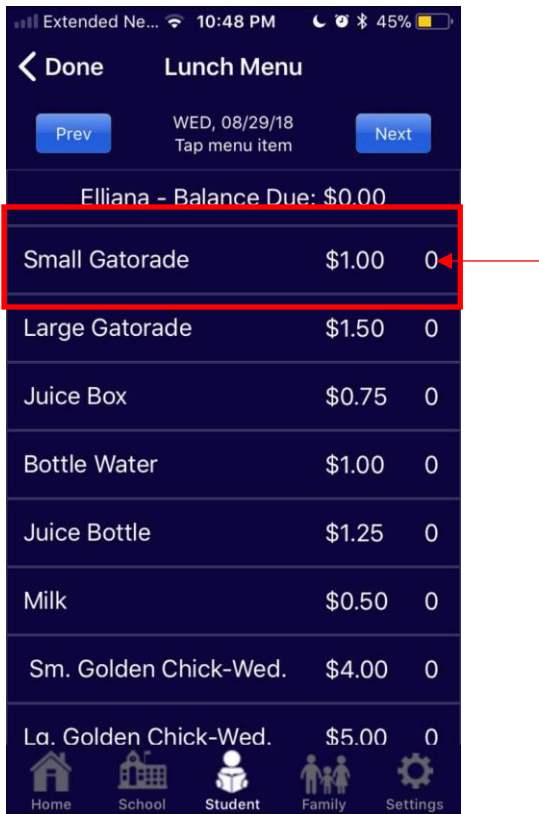 Extended Ne... 10:48 PM 45%
Done Lunch Menu
Prev WED, 08/29/18 Next
Tap menu item
Elliana - Balance Due: $0.00
Small Gatorade $1.00 0
Large Gatorade $1.50 0
Juice Box $0.75 0
Bottle Water $1.00 0
Juice Bottle $1.25 0
Milk $0.50 0
Sm. Golden Chick-Wed. $4.00 0
Lg. Golden Chick-Wed. $5.00 0
Home School Student Family Settings